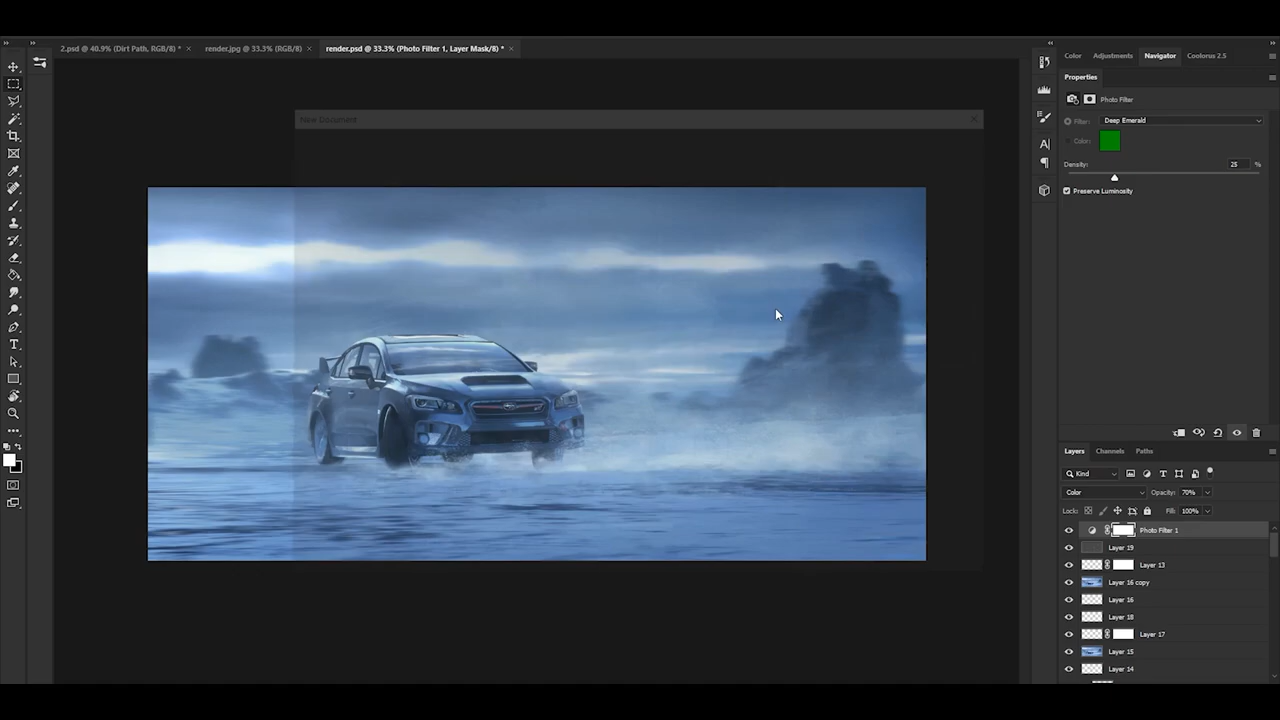 2.psd @ 40.9% (Dirt Path, RGB/8) * ×
render.jpg @ 33.3% (RGB/8) ×
render.psd @ 33.3% (Photo Filter 1, Layer Mask/8) * ×
Color Adjustments Navigator Coolorus 2.5
Properties
Photo Filter
New Document
Filter: Deep Emerald
Color:
Density: 25 %
Preserve Luminosity
Layers Channels Paths
Kind
Color Opacity: 70%
Lock: Fill: 100%
Photo Filter 1
Layer 19
Layer 13
Layer 16 copy
Layer 16
Layer 18
Layer 17
Layer 15
Layer 14